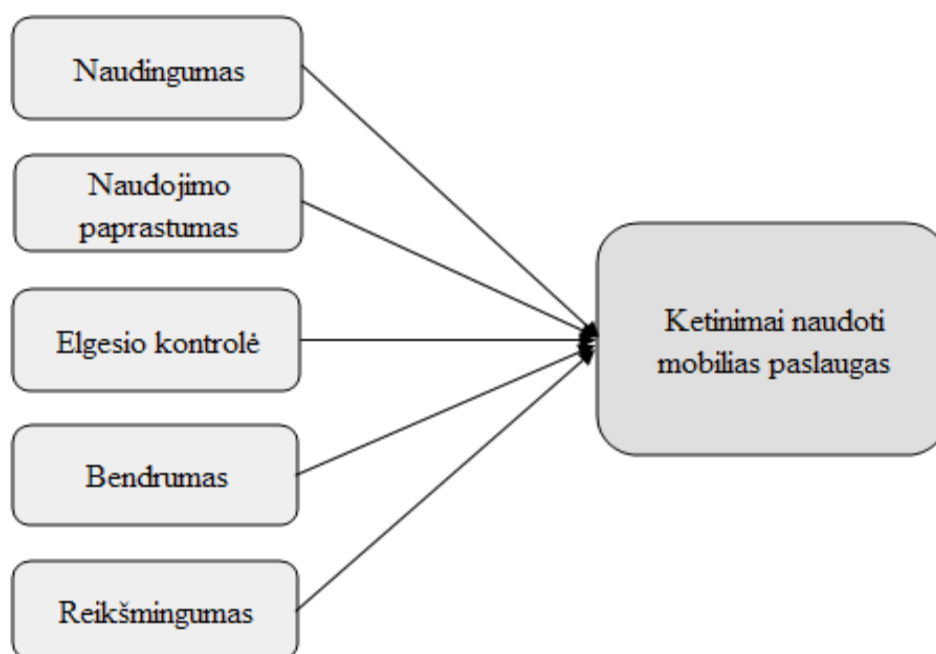 Naudingumas
Naudojimo
paprastumas
Elgesio kontrolė
Bendrumas
Reikšmingumas
Ketinimai naudoti
mobilias paslaugas